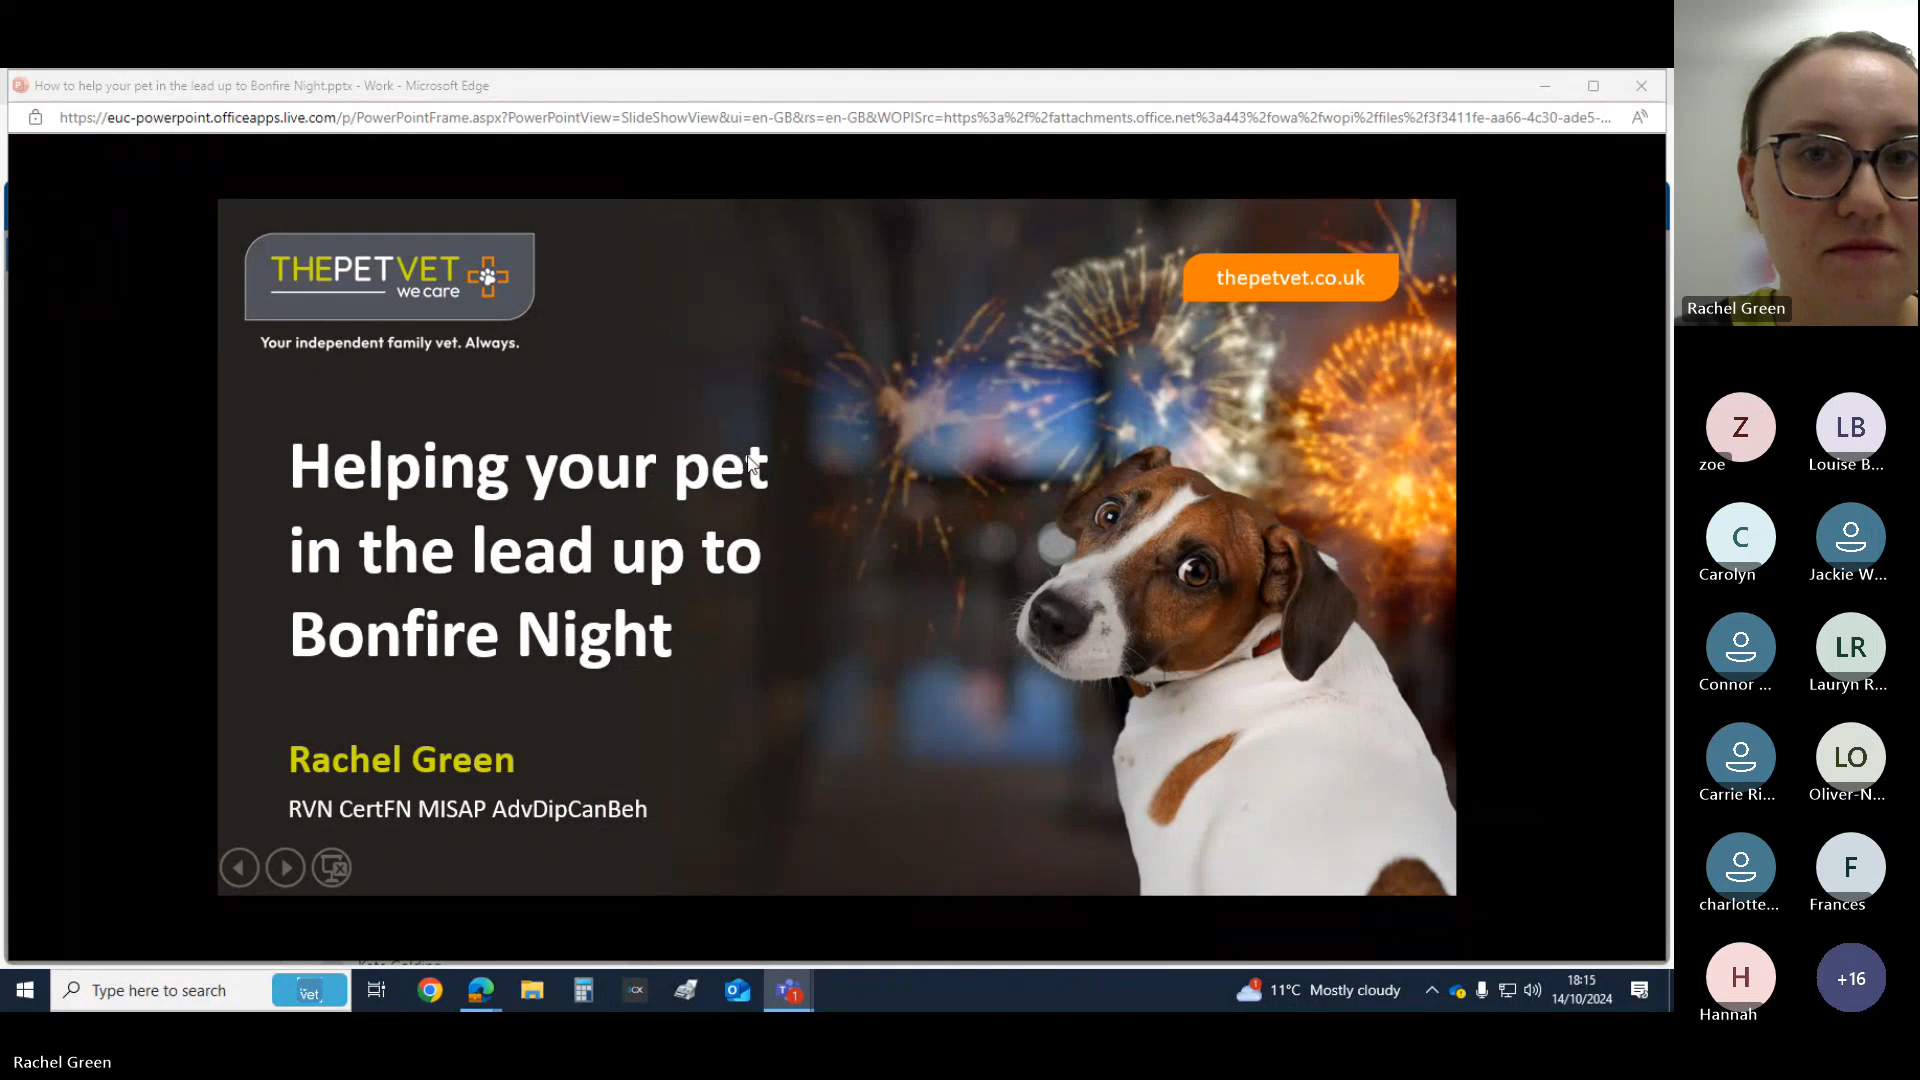 How to help your pet in the lead up to Bonfire Night.pptx - Work - Microsoft Edge
https://euc-powerpoint.officeapps.live.com/p/PowerPointFrame.aspx?PowerPointView=SlideShowView&ui=en-GB&rs=en-GB&WOPISrc=https%3a%2f%2fattachments.office.net%3a443%2fowa%2fwopi%2ffiles%2f3f3411fe-aa66-4c30-ade5-...
THEPETVET
we care
Your independent family vet. Always.
thepetvet.co.uk
Helping your pet
in the lead up to
Bonfire Night
Rachel Green
RVN CertFN MISAP AdvDipCanBeh
Type here to search
vet
11°C Mostly cloudy
18:15
14/10/2024
Rachel Green
Rachel Green
Z
zoe
LB
Louise B...
C
Carolyn
Jackie W...
Connor ...
LR
Lauryn R...
Carrie Ri...
LO
Oliver-N...
charlotte...
F
Frances
H
Hannah
+16